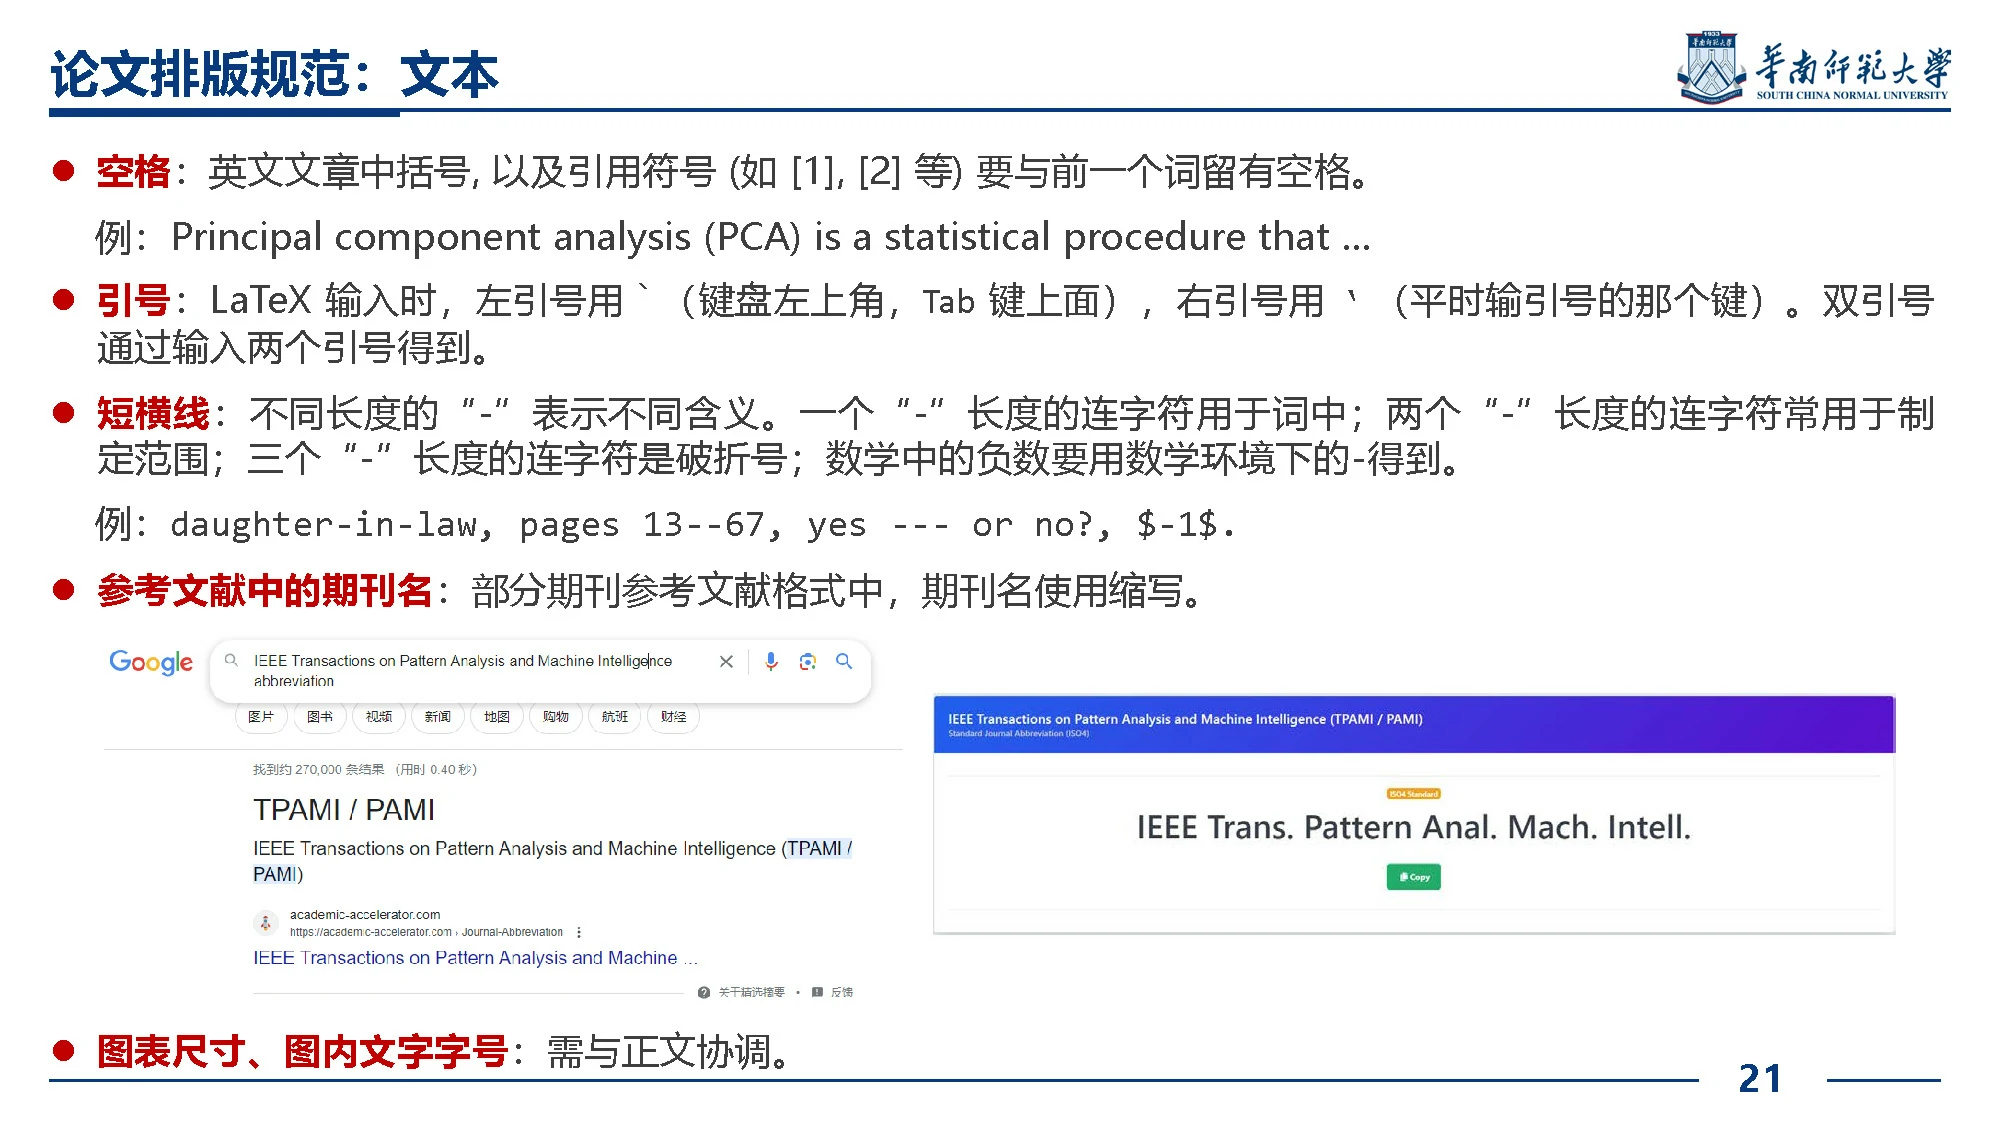 论文排版规范：文本
1933
华南师范大学
華南师範大学
SOUTH CHINA NORMAL UNIVERSITY
空格：英文文章中括号, 以及引用符号 (如 [1], [2] 等) 要与前一个词留有空格。
例：Principal component analysis (PCA) is a statistical procedure that ...
引号：LaTeX 输入时，左引号用 ` （键盘左上角，Tab 键上面），右引号用 ‵ （平时输引号的那个键）。双引号
通过输入两个引号得到。
短横线：不同长度的“-”表示不同含义。一个“-”长度的连字符用于词中；两个“-”长度的连字符常用于制
定范围；三个“-”长度的连字符是破折号；数学中的负数要用数学环境下的-得到。
例：daughter-in-law, pages 13--67, yes --- or no?, $-1$.
参考文献中的期刊名：部分期刊参考文献格式中，期刊名使用缩写。
Google
IEEE Transactions on Pattern Analysis and Machine Intelligence
abbreviation
图片 图书 视频 新闻 地图 购物 航班 财经
找到约 270,000 条结果 （用时 0.40 秒）
TPAMI / PAMI
IEEE Transactions on Pattern Analysis and Machine Intelligence (TPAMI /
PAMI)
academic-accelerator.com
https://academic-accelerator.com › Journal-Abbreviation
IEEE Transactions on Pattern Analysis and Machine ...
关于精选摘要 • 反馈
IEEE Transactions on Pattern Analysis and Machine Intelligence (TPAMI / PAMI)
Standard Journal Abbreviation (ISO4)
ISO4 Standard
IEEE Trans. Pattern Anal. Mach. Intell.
Copy
图表尺寸、图内文字字号：需与正文协调。
21